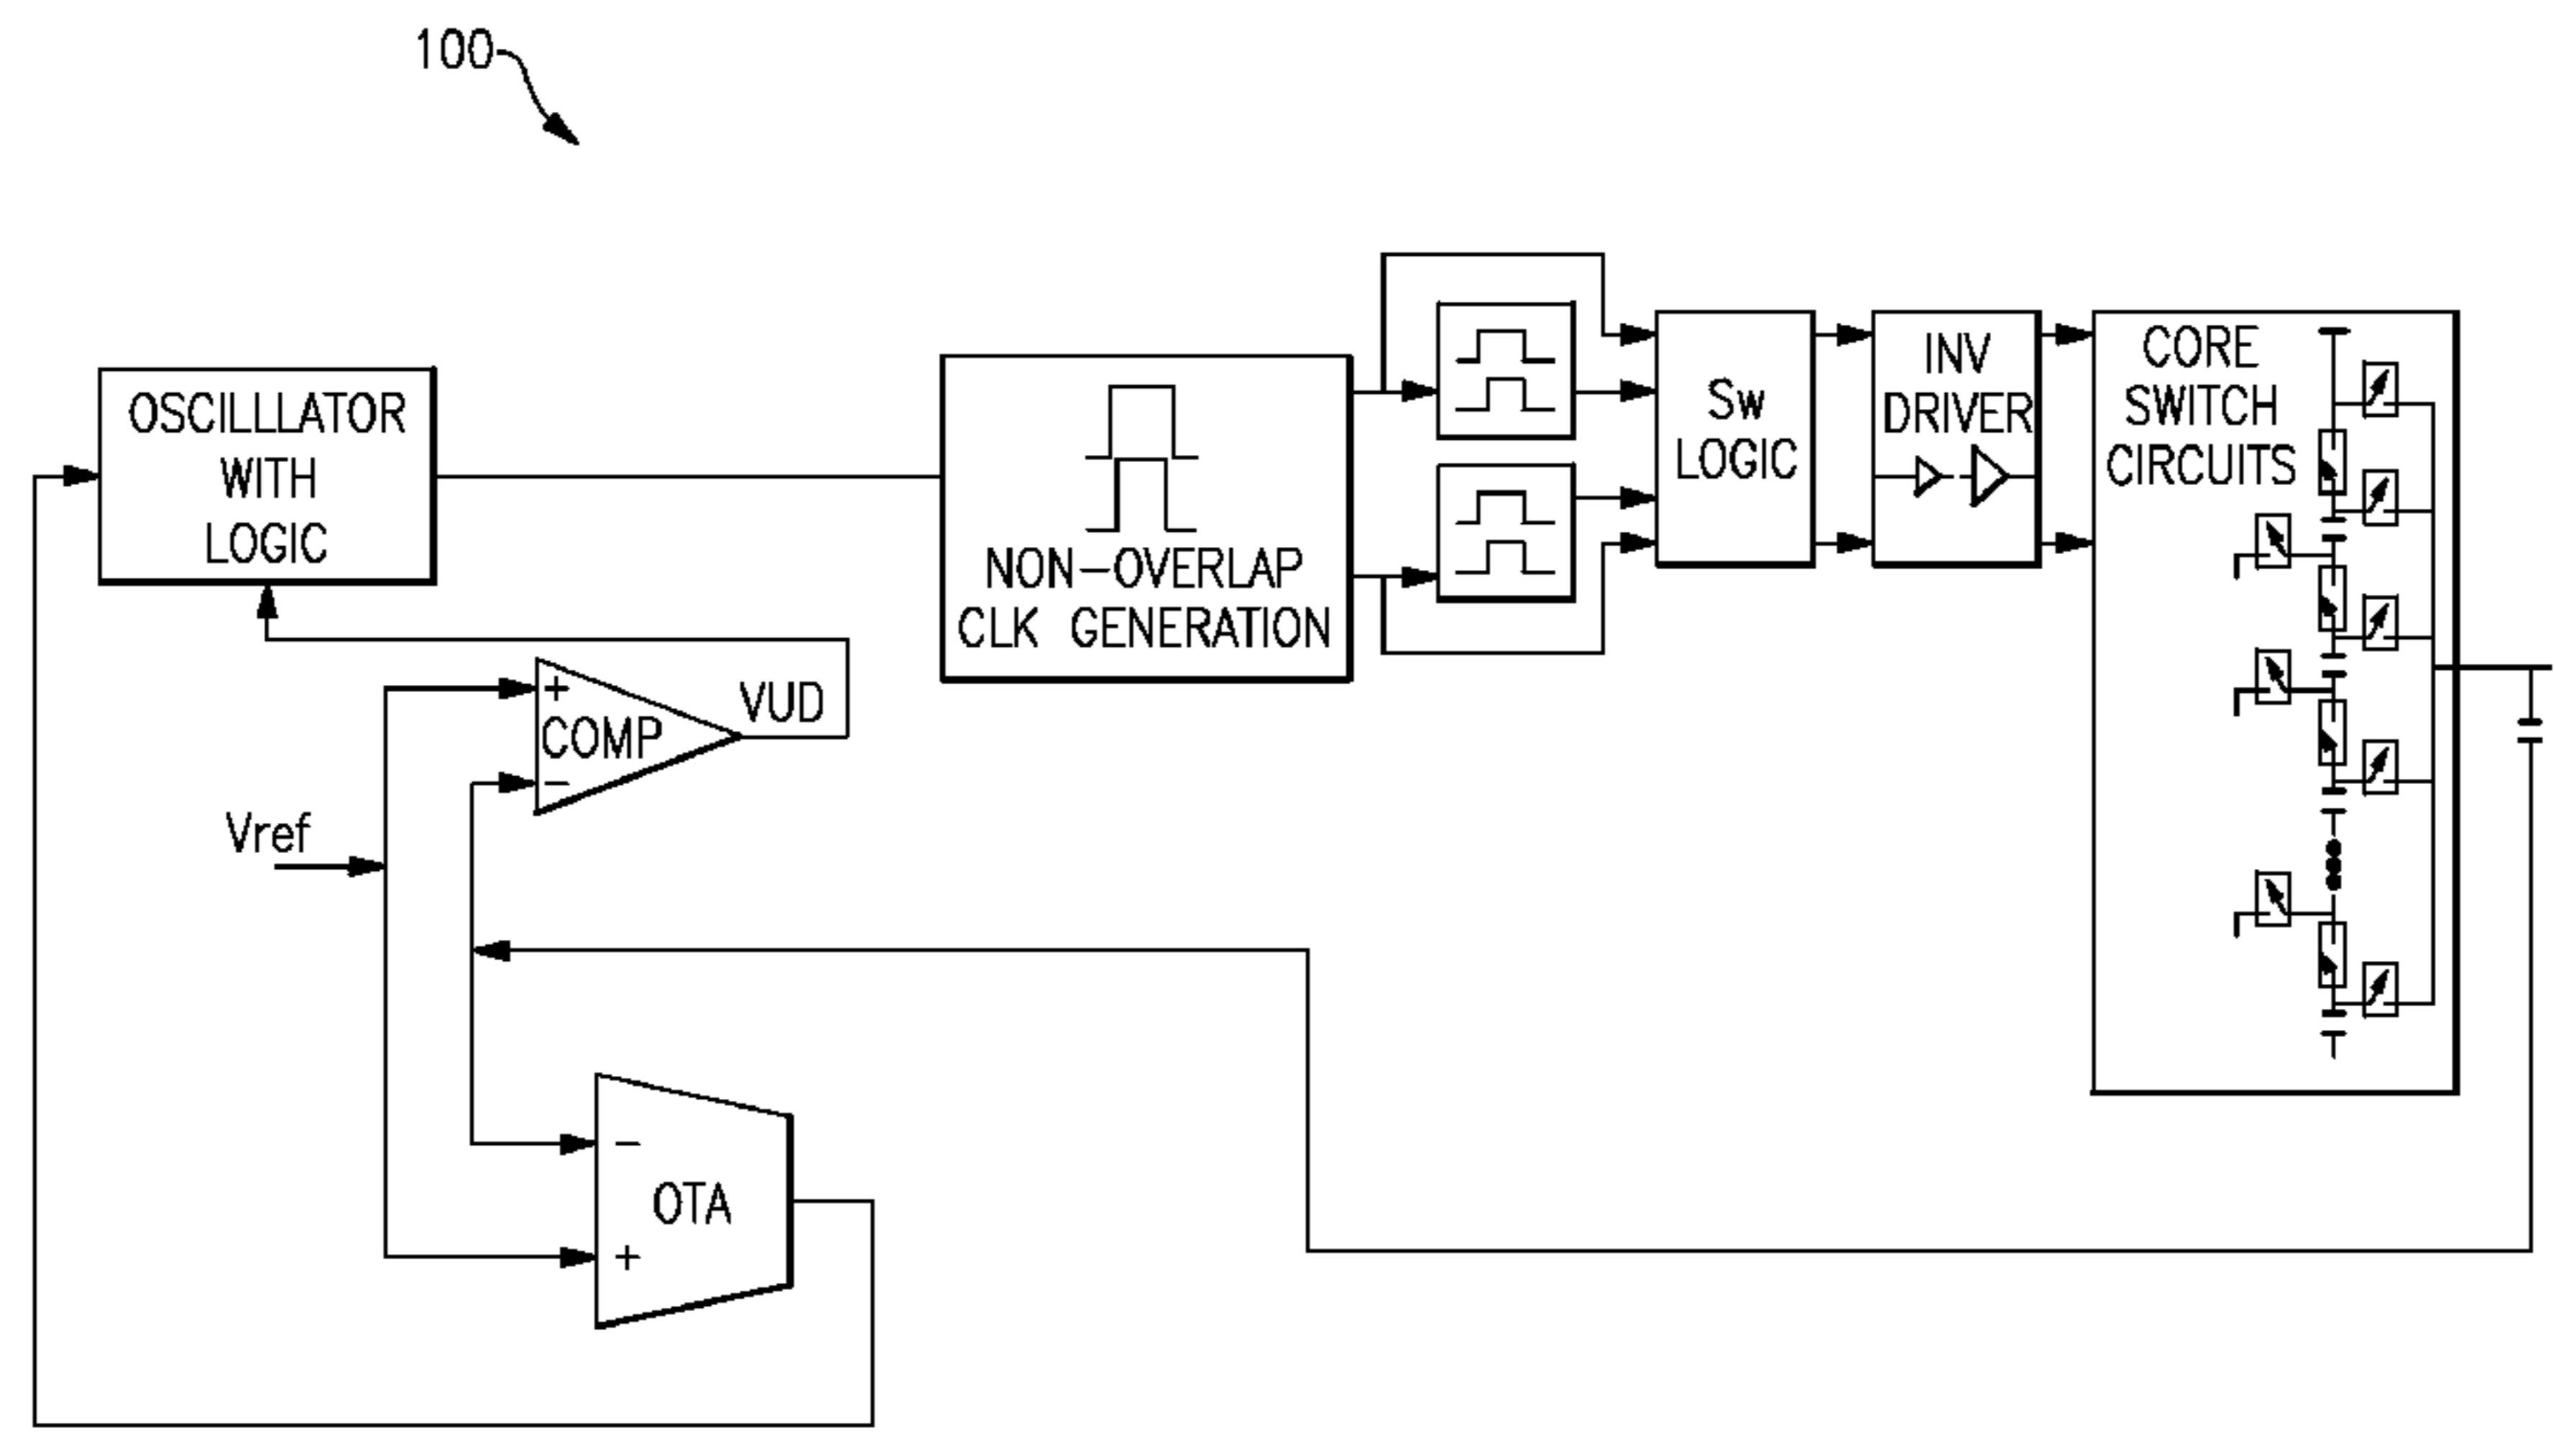 100
OSCILLLATOR
WITH
LOGIC
NON-OVERLAP
CLK GENERATION
Sw
LOGIC
INV
DRIVER
CORE
SWITCH
CIRCUITS
+
COMP
-
VUD
Vref
-
OTA
+